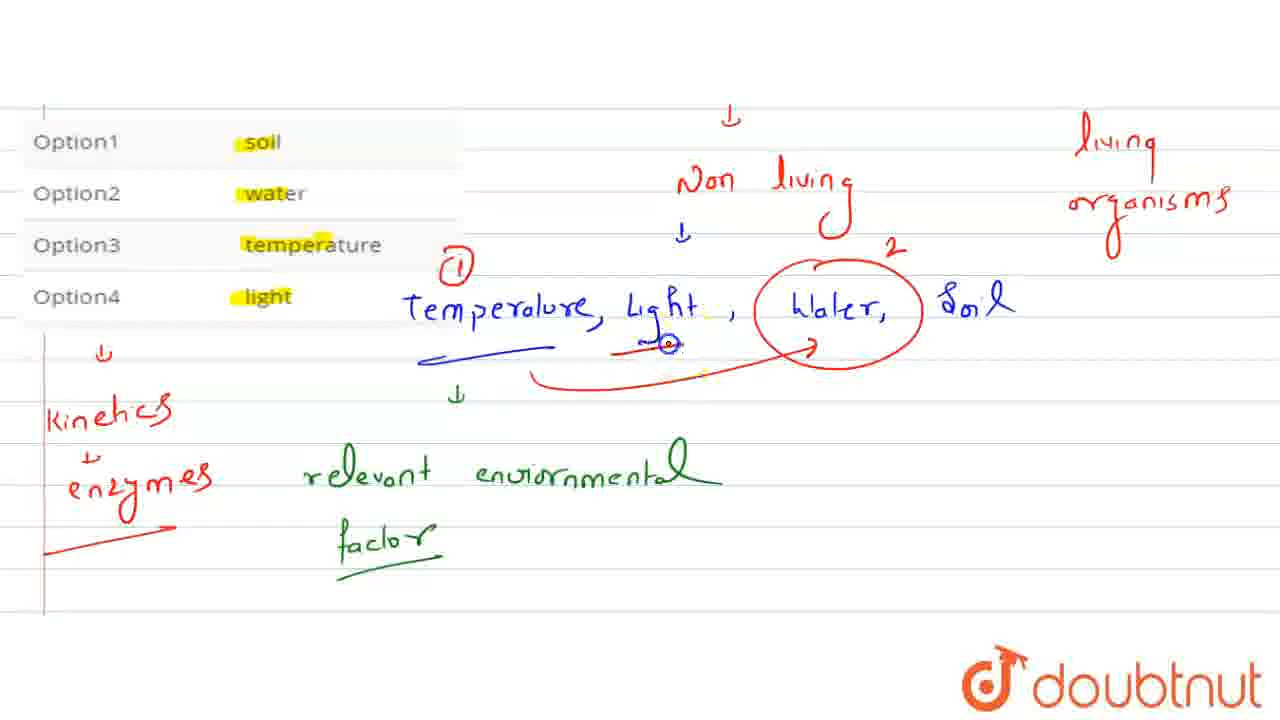 Option1 soil
Option2 water
Option3 temperature
Option4 light
Non living
living
organisms
1
2
Temperature, Light, Water, Soil
Kinetics
enzymes
relevant enviornmental
factor
doubtnut